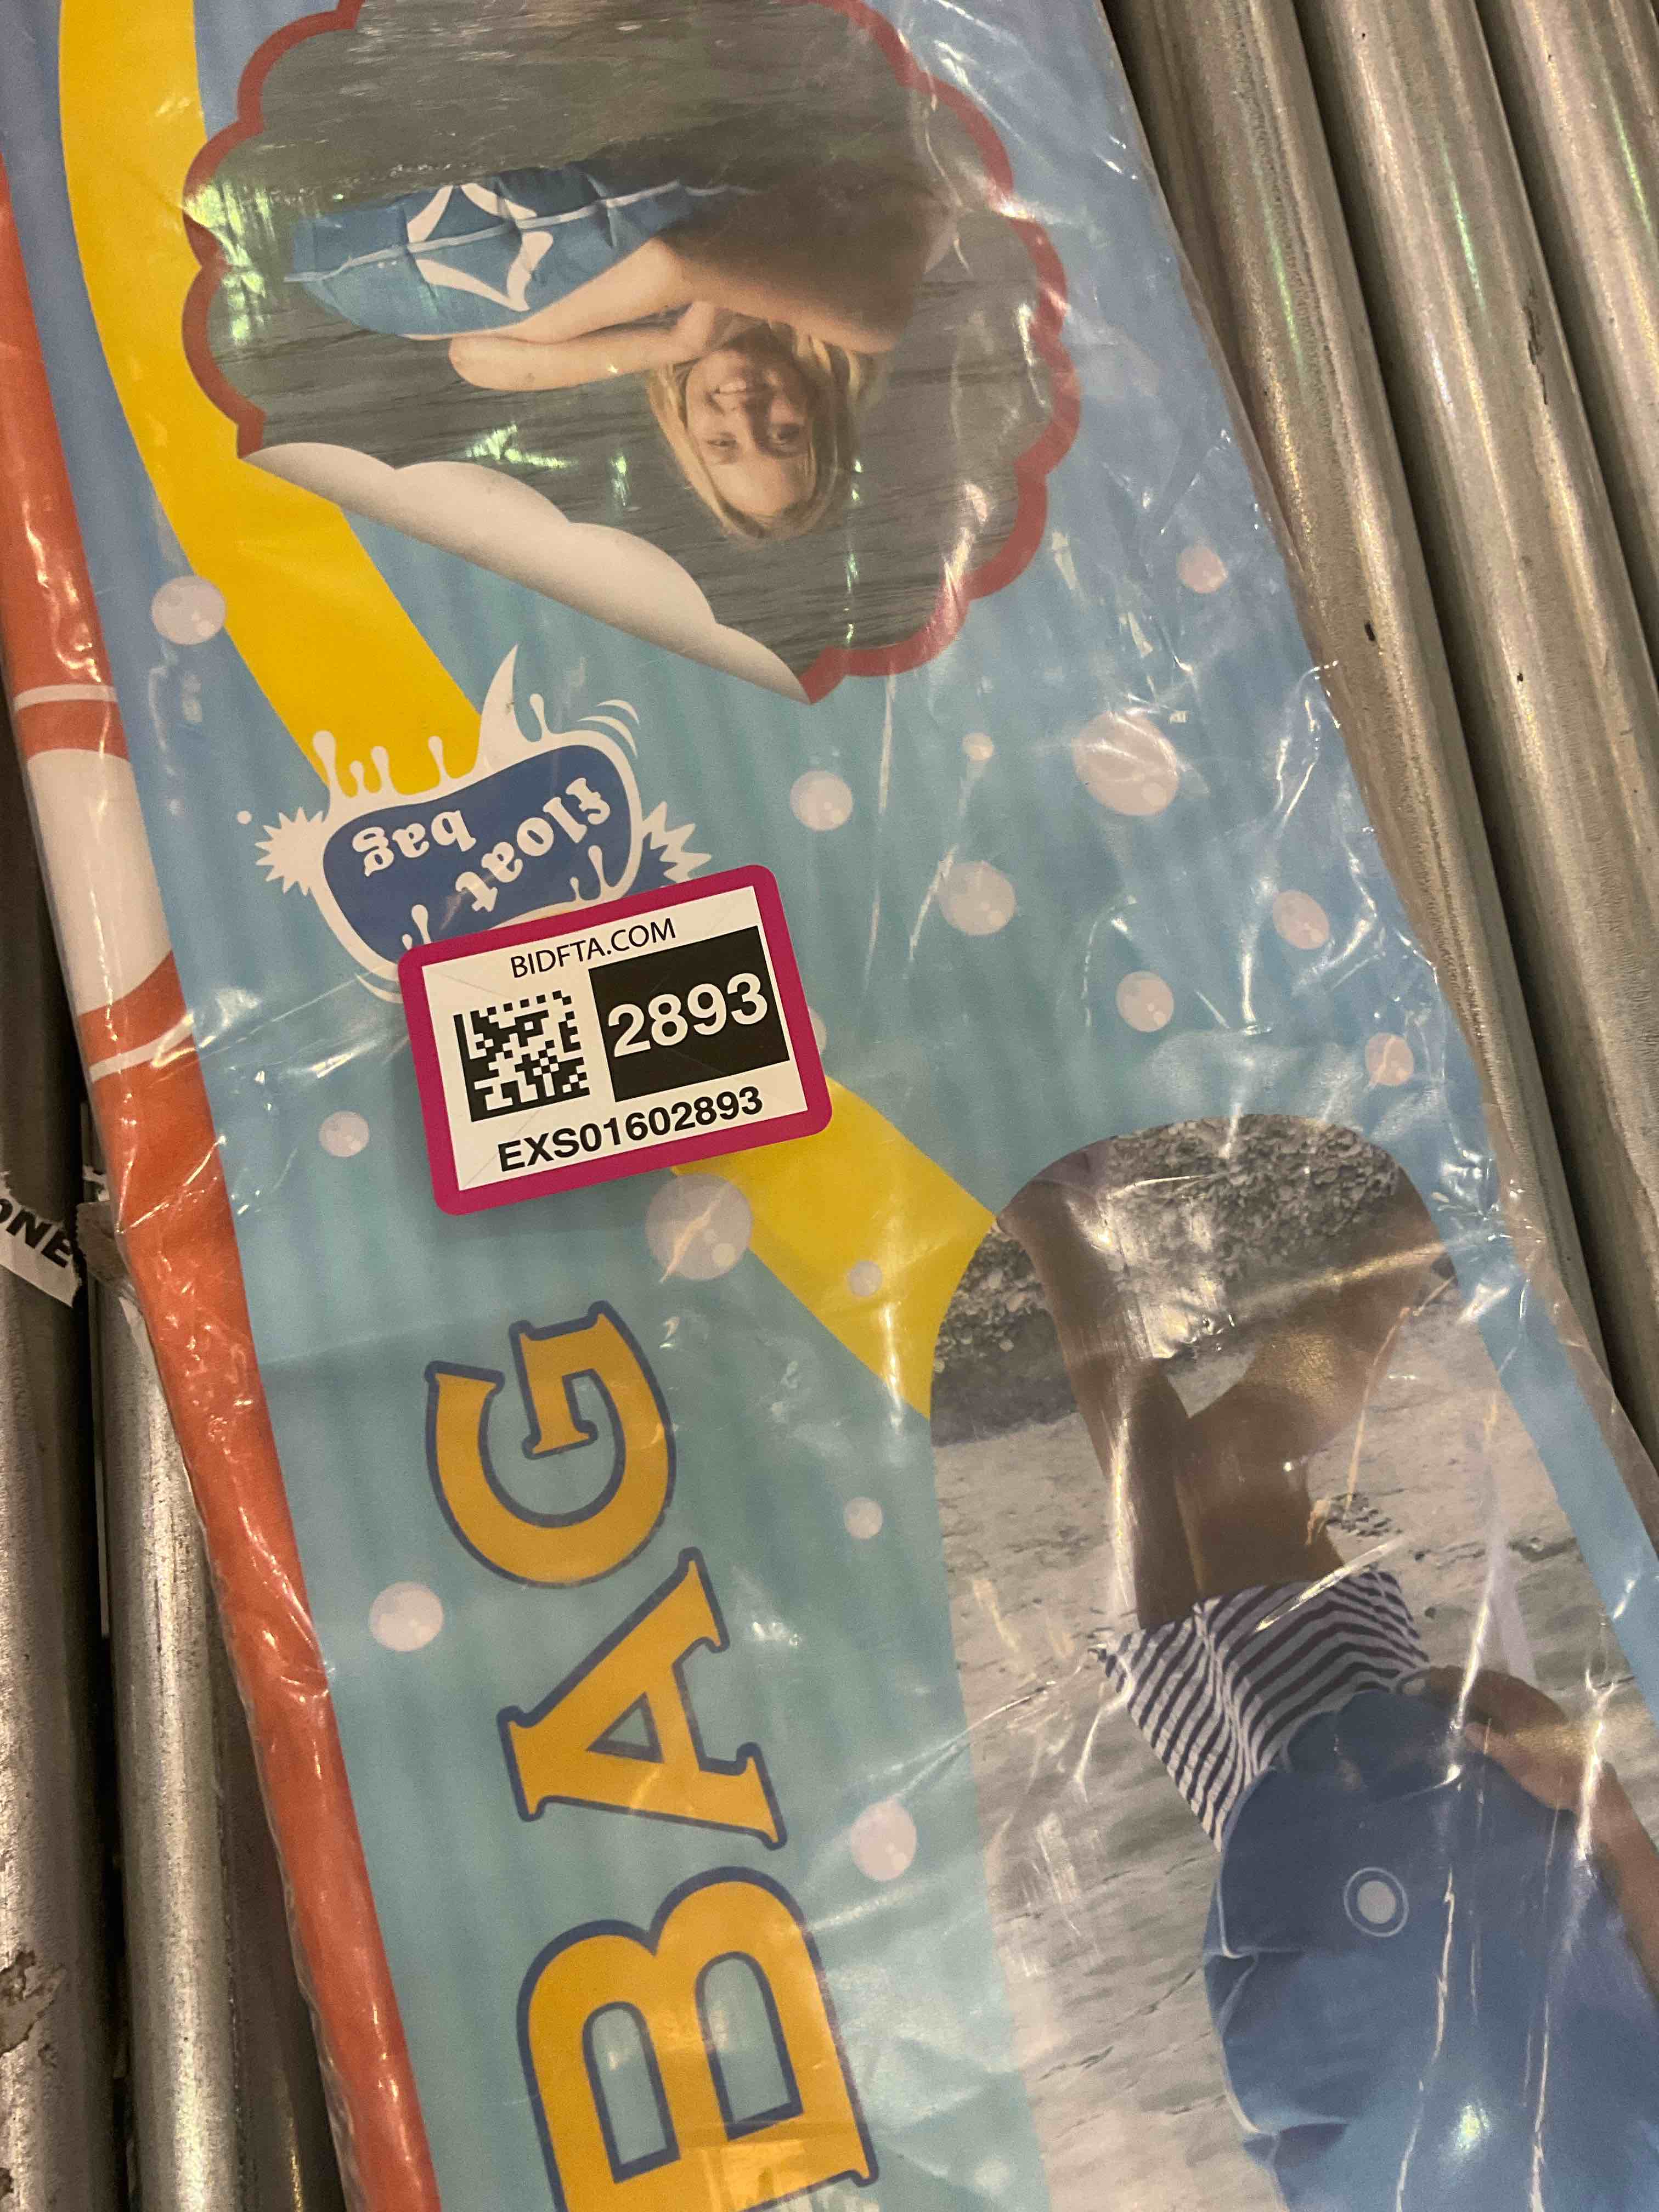 float
bag
BIDFTA.COM
2893
EXS01602893
BAG